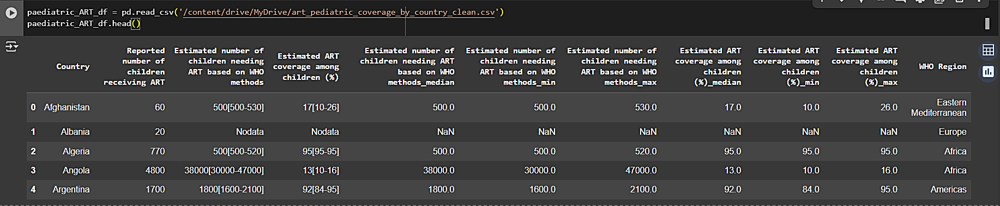 paediatric_ART_df = pd.read_csv('/content/drive/MyDrive/art_pediatric_coverage_by_country_clean.csv')
paediatric_ART_df.head()
Country Reported number of children receiving ART Estimated number of children needing ART based on WHO methods Estimated ART coverage among children (%) Estimated number of children needing ART based on WHO methods_median Estimated number of children needing ART based on WHO methods_min Estimated number of children needing ART based on WHO methods_max Estimated ART coverage among children (%)_median Estimated ART coverage among children (%)_min Estimated ART coverage among children (%)_max WHO Region
0 Afghanistan 60 500[500-530] 17[10-26] 500.0 500.0 530.0 17.0 10.0 26.0 Eastern Mediterranean
1 Albania 20 Nodata Nodata NaN NaN NaN NaN NaN NaN Europe
2 Algeria 770 500[500-520] 95[95-95] 500.0 500.0 520.0 95.0 95.0 95.0 Africa
3 Angola 4800 38000[30000-47000] 13[10-16] 38000.0 30000.0 47000.0 13.0 10.0 16.0 Africa
4 Argentina 1700 1800[1600-2100] 92[84-95] 1800.0 1600.0 2100.0 92.0 84.0 95.0 Americas